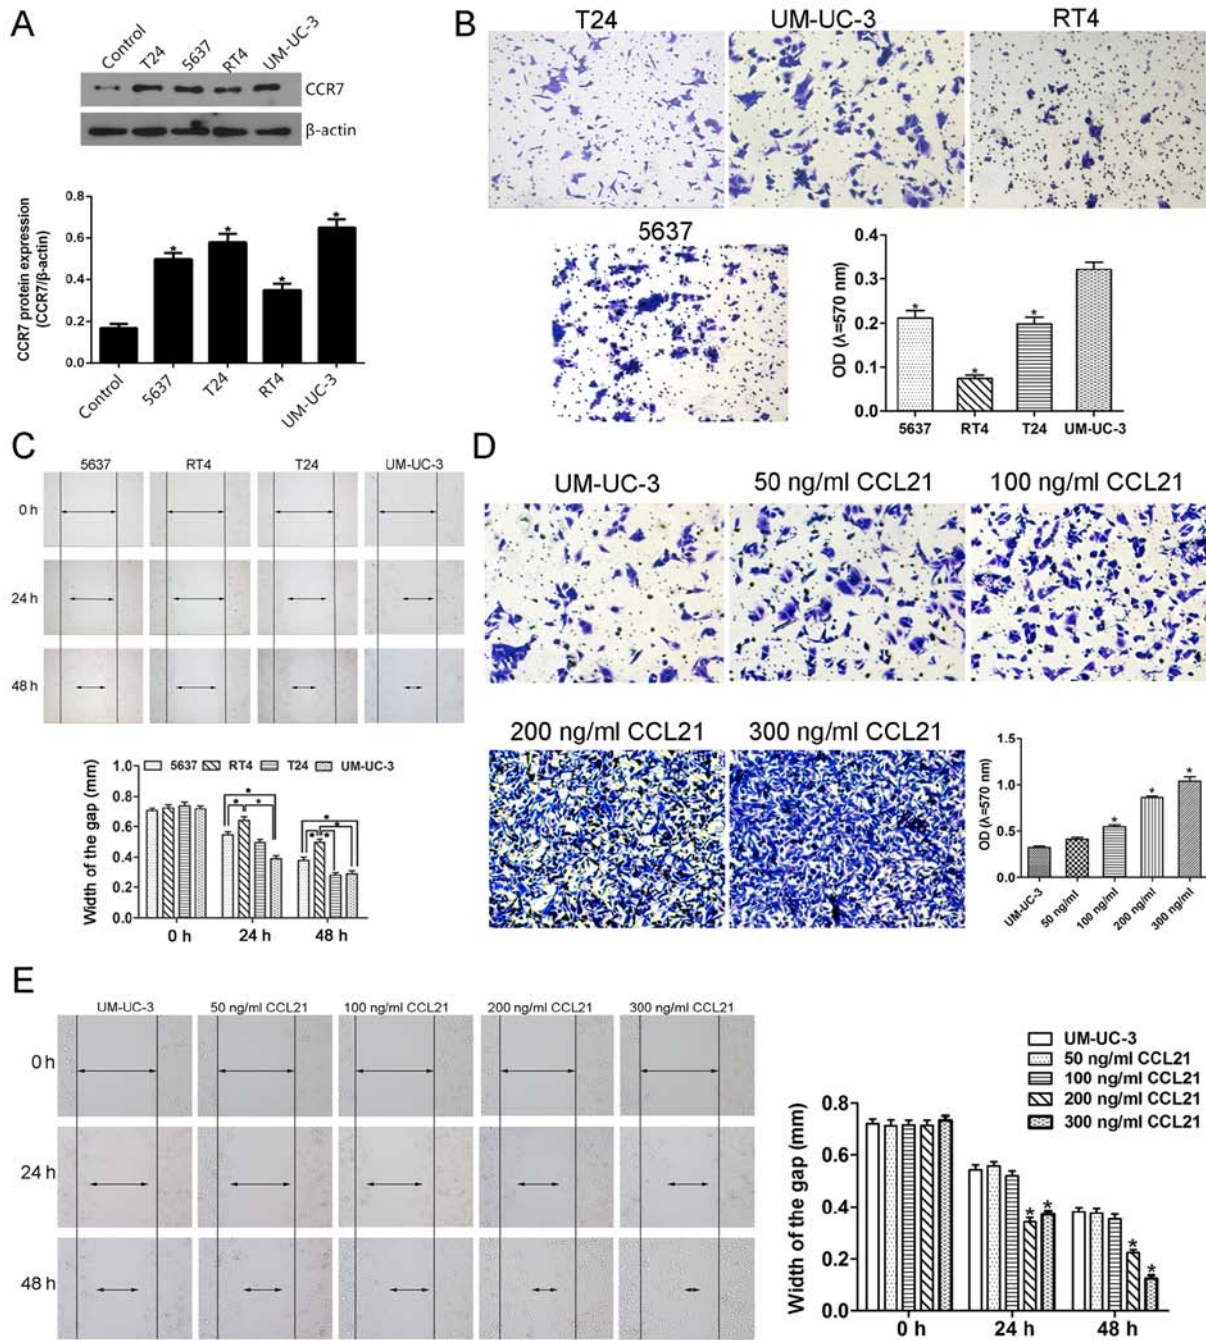 A
Control
T24
5637
RT4
UM-UC-3
CCR7
β-actin
CCR7 protein expression
(CCR7/β-actin)
0.8
0.6
0.4
0.2
0.0
*
*
*
*
Control
5637
T24
RT4
UM-UC-3
B
T24
UM-UC-3
RT4
5637
OD (λ=570 nm)
0.3
0.2
0.1
0.0
*
*
*
5637
RT4
T24
UM-UC-3
C
5637
RT4
T24
UM-UC-3
0 h
24 h
48 h
Width of the gap (mm)
1.0
0.8
0.6
0.4
0.2
0.0
5637
RT4
T24
UM-UC-3
*
* *
*
*
* *
0 h
24 h
48 h
D
UM-UC-3
50 ng/ml CCL21
100 ng/ml CCL21
200 ng/ml CCL21
300 ng/ml CCL21
OD (λ=570 nm)
1.5
1.0
0.5
0.0
*
*
*
UM-UC-3
50 ng/ml
100 ng/ml
200 ng/ml
300 ng/ml
E
UM-UC-3
50 ng/ml CCL21
100 ng/ml CCL21
200 ng/ml CCL21
300 ng/ml CCL21
0 h
24 h
48 h
UM-UC-3
50 ng/ml CCL21
100 ng/ml CCL21
200 ng/ml CCL21
300 ng/ml CCL21
Width of the gap (mm)
0.8
0.6
0.4
0.2
0.0
* *
*
*
0 h
24 h
48 h